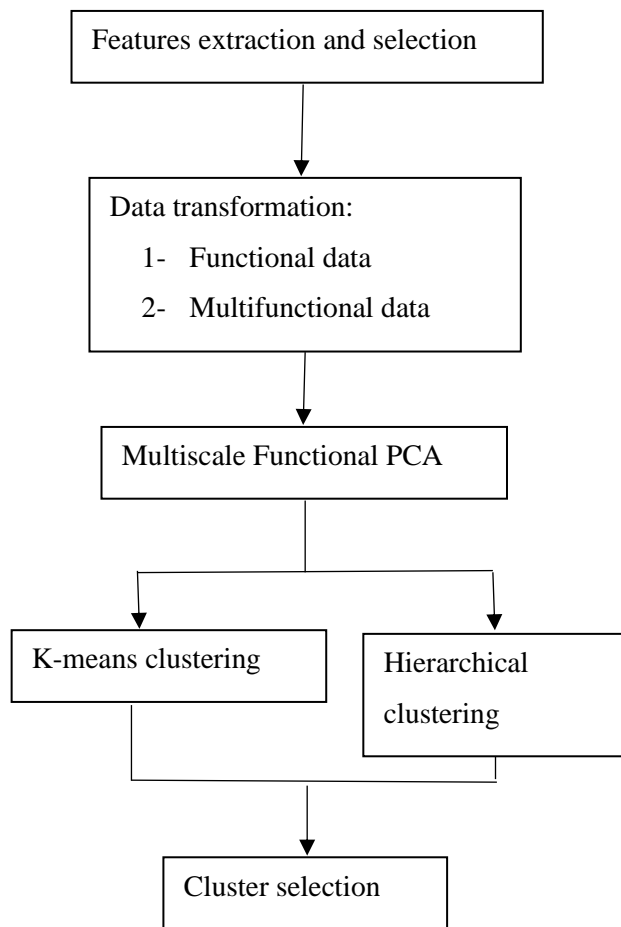 Features extraction and selection
Data transformation:
1- Functional data
2- Multifunctional data
Multiscale Functional PCA
K-means clustering
Hierarchical
clustering
Cluster selection